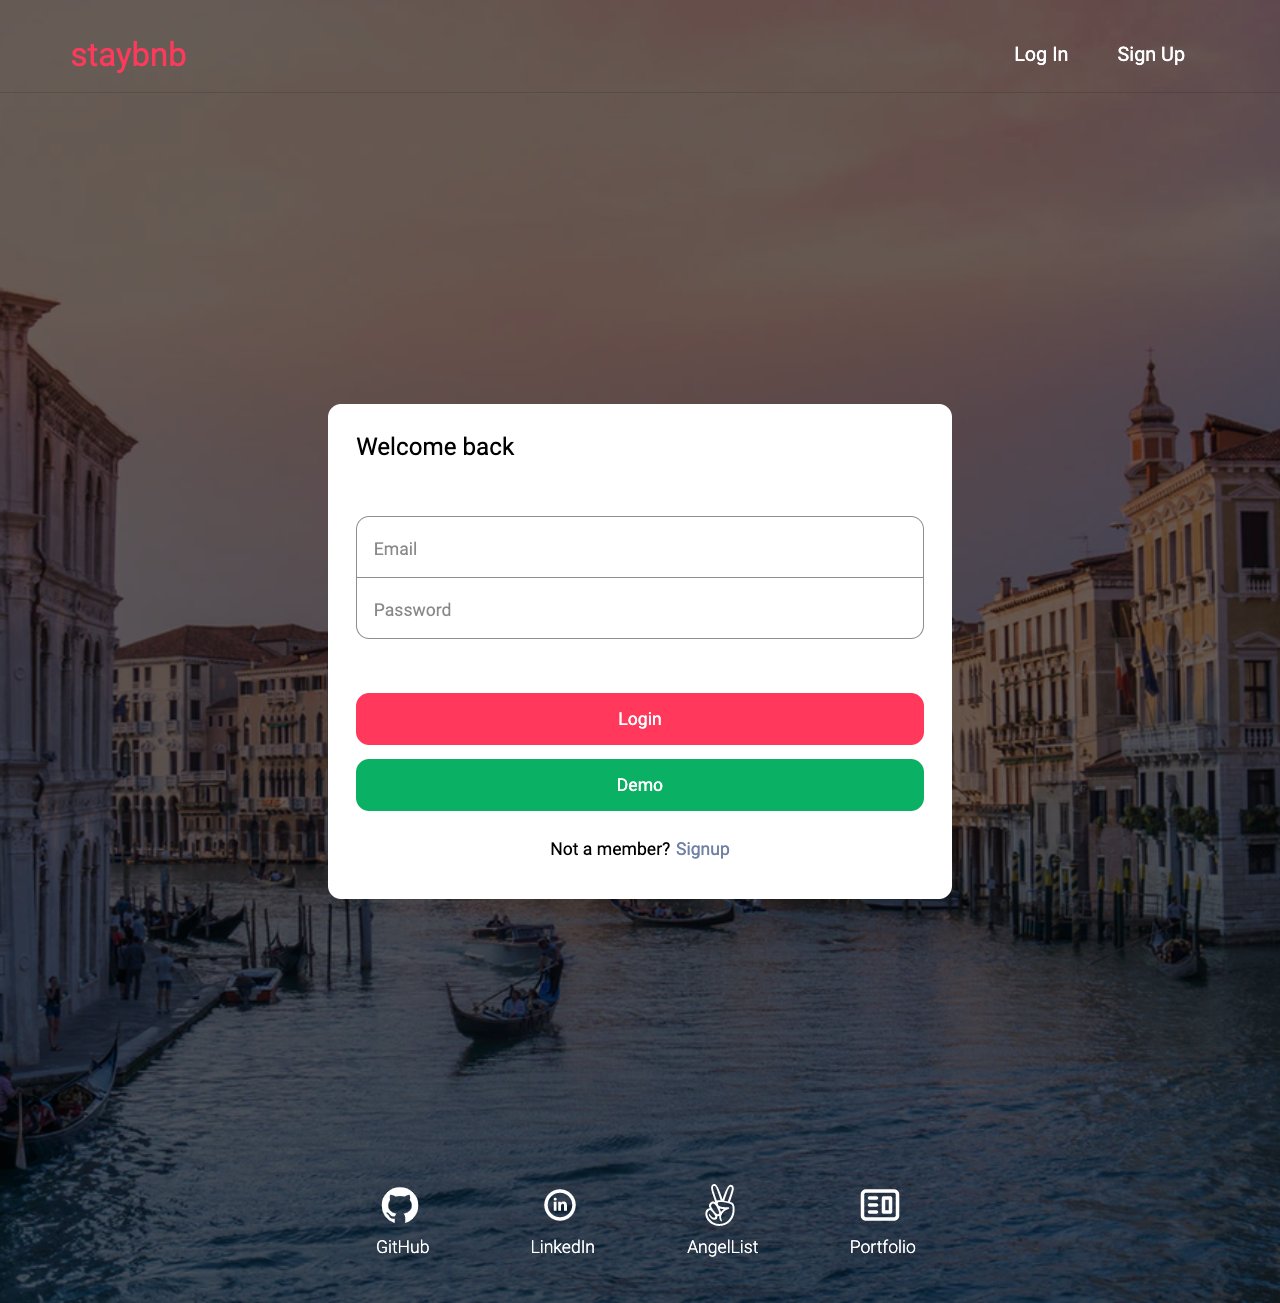 staybnb
Log In
Sign Up
Welcome back
Email
Password
Login
Demo
Not a member? Signup
GitHub
LinkedIn
AngelList
Portfolio